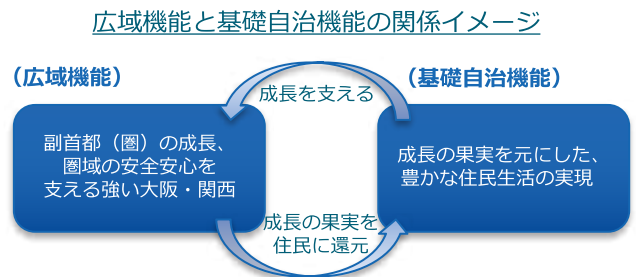 広域機能と基礎自治機能の関係イメージ
（広域機能）
（基礎自治機能）
成長を支える
副首都（圏）の成長、
圏域の安全安心を
支える強い大阪・関西
成長の果実を元にした、
豊かな住民生活の実現
成長の果実を
住民に還元